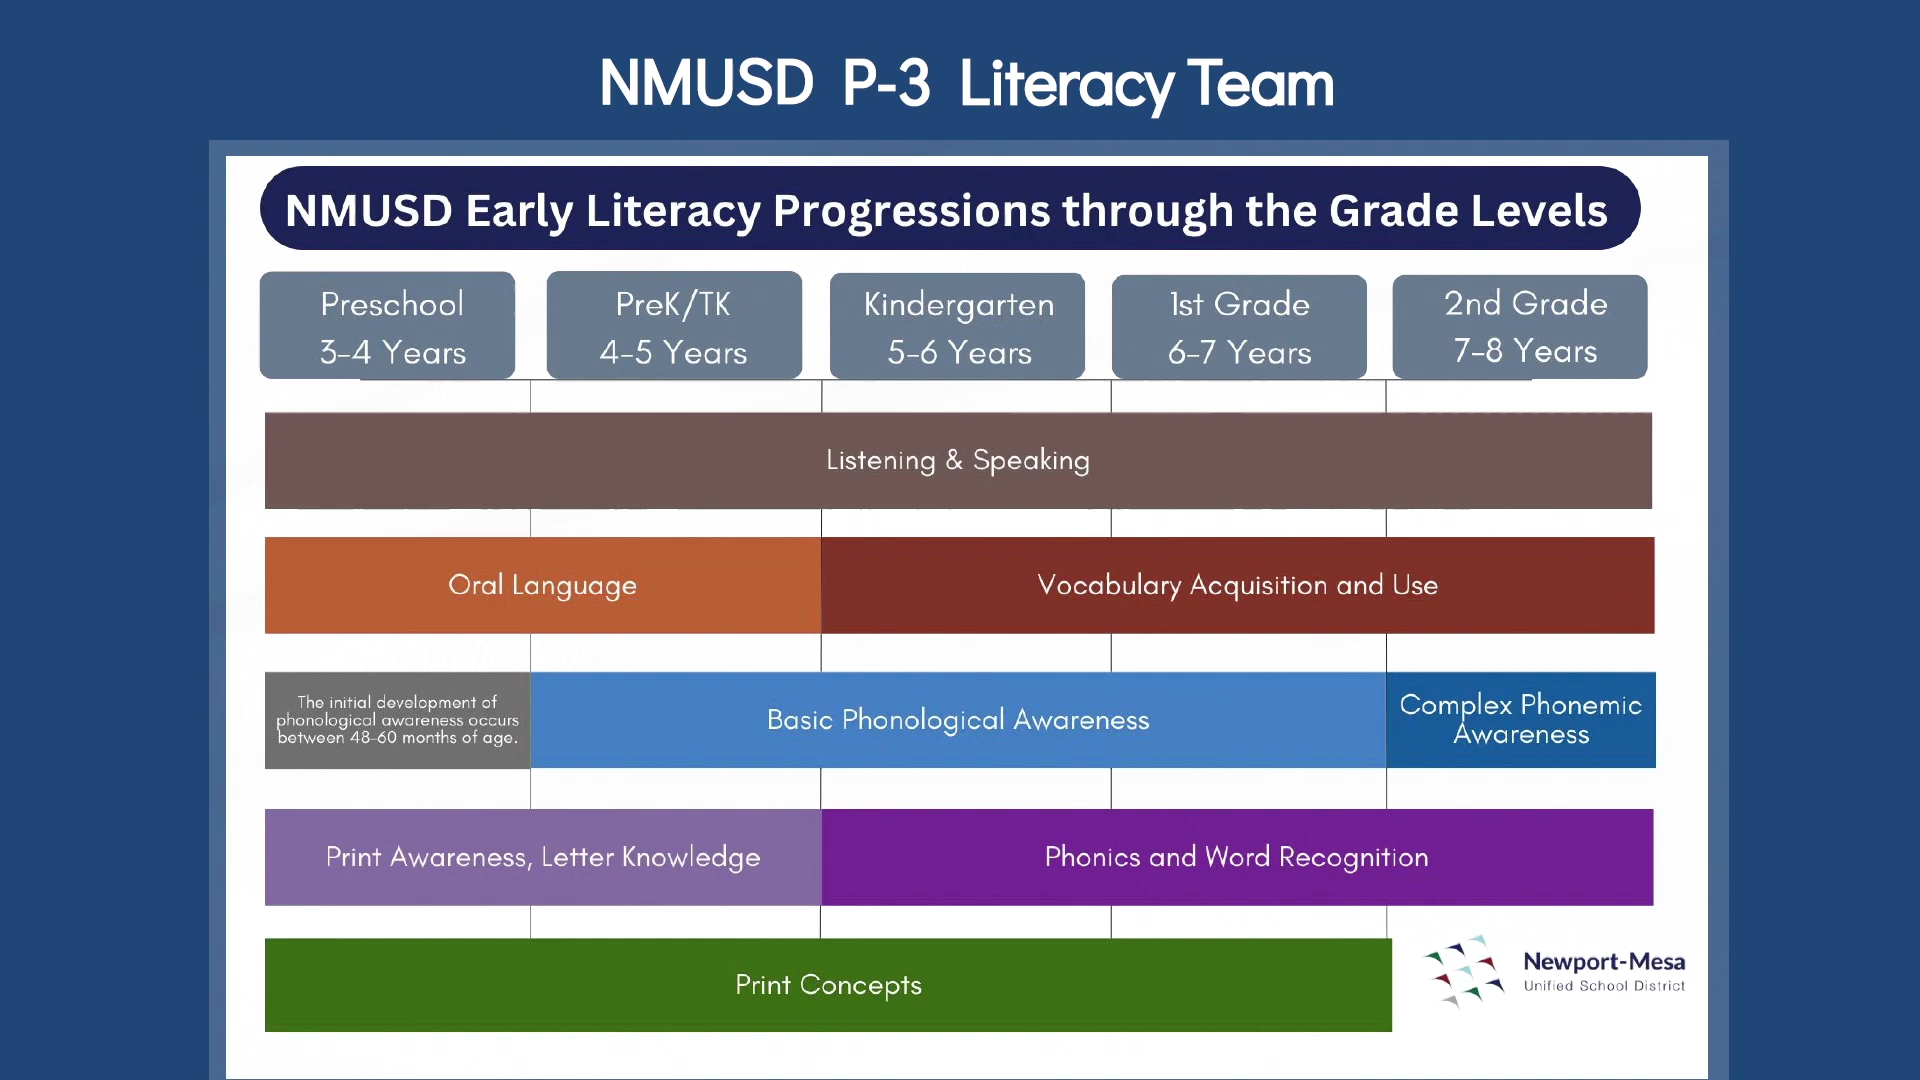 NMUSD P-3 Literacy Team
NMUSD Early Literacy Progressions through the Grade Levels
Preschool
3-4 Years
PreK/TK
4-5 Years
Kindergarten
5-6 Years
1st Grade
6-7 Years
2nd Grade
7-8 Years
Listening & Speaking
Oral Language
Vocabulary Acquisition and Use
The initial development of
phonological awareness occurs
between 48-60 months of age.
Basic Phonological Awareness
Complex Phonemic
Awareness
Print Awareness, Letter Knowledge
Phonics and Word Recognition
Print Concepts
Newport-Mesa
Unified School District